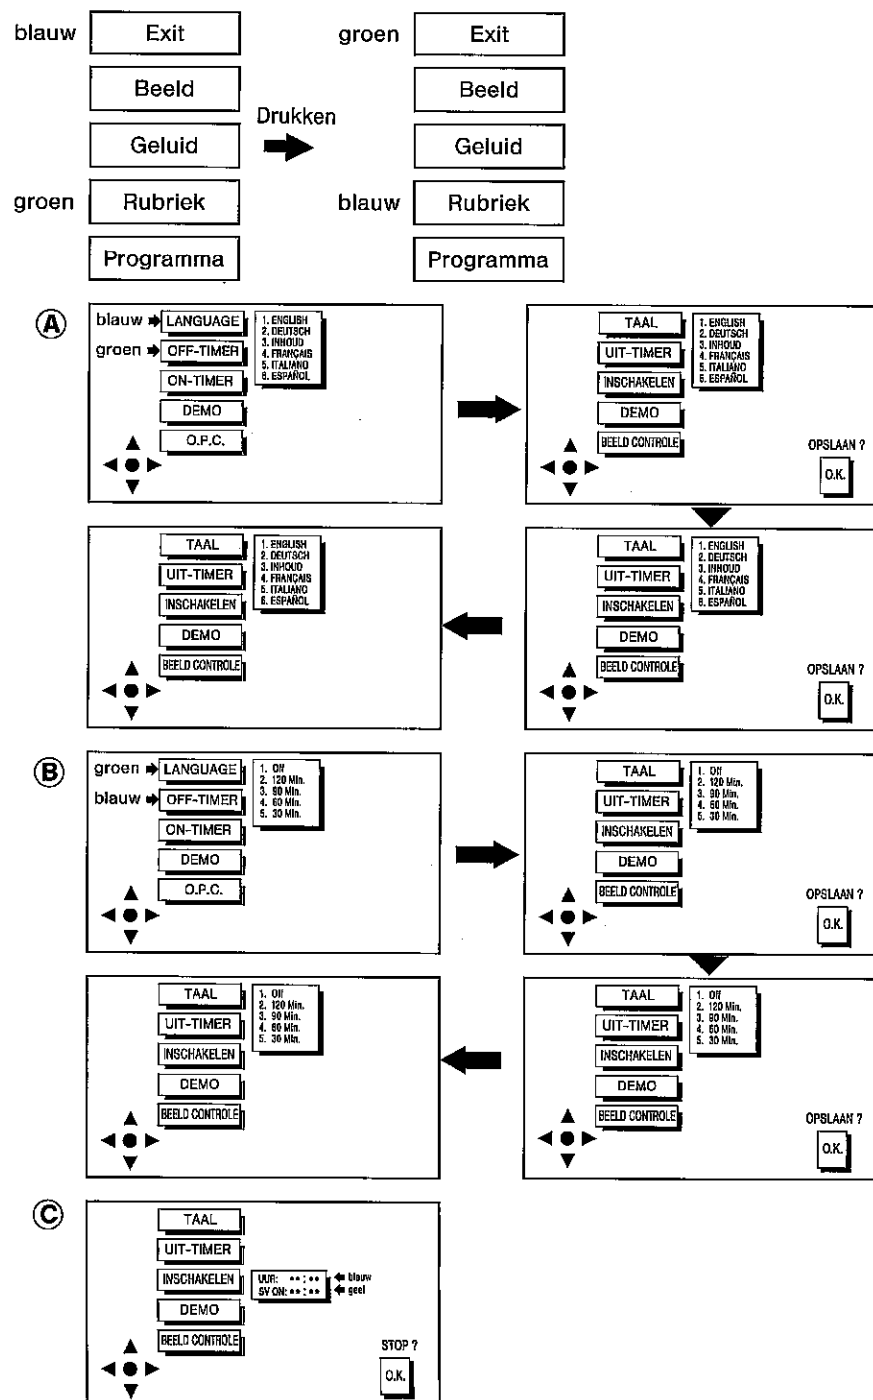 blauw Exit
Beeld
Geluid
groen Rubriek
Programma
Drukken
groen Exit
Beeld
Geluid
blauw Rubriek
Programma
A
blauw LANGUAGE
groen OFF-TIMER
ON-TIMER
DEMO
O.P.C.
1. ENGLISH
2. DEUTSCH
3. INHOUD
4. FRANÇAIS
5. ITALIANO
6. ESPAÑOL
TAAL
UIT-TIMER
INSCHAKELEN
DEMO
BEELD CONTROLE
1. ENGLISH
2. DEUTSCH
3. INHOUD
4. FRANÇAIS
5. ITALIANO
6. ESPAÑOL
OPSLAAN ?
O.K.
TAAL
UIT-TIMER
INSCHAKELEN
DEMO
BEELD CONTROLE
1. ENGLISH
2. DEUTSCH
3. INHOUD
4. FRANÇAIS
5. ITALIANO
6. ESPAÑOL
TAAL
UIT-TIMER
INSCHAKELEN
DEMO
BEELD CONTROLE
1. ENGLISH
2. DEUTSCH
3. INHOUD
4. FRANÇAIS
5. ITALIANO
6. ESPAÑOL
OPSLAAN ?
O.K.
B
groen LANGUAGE
blauw OFF-TIMER
ON-TIMER
DEMO
O.P.C.
1. Off
2. 120 Min.
3. 90 Min.
4. 60 Min.
5. 30 Min.
TAAL
UIT-TIMER
INSCHAKELEN
DEMO
BEELD CONTROLE
1. Off
2. 120 Min.
3. 90 Min.
4. 60 Min.
5. 30 Min.
OPSLAAN ?
O.K.
TAAL
UIT-TIMER
INSCHAKELEN
DEMO
BEELD CONTROLE
1. Off
2. 120 Min.
3. 90 Min.
4. 60 Min.
5. 30 Min.
TAAL
UIT-TIMER
INSCHAKELEN
DEMO
BEELD CONTROLE
1. Off
2. 120 Min.
3. 90 Min.
4. 60 Min.
5. 30 Min.
OPSLAAN ?
O.K.
C
TAAL
UIT-TIMER
INSCHAKELEN
DEMO
BEELD CONTROLE
UUR: **:** blauw
SV ON: **:** geel
STOP ?
O.K.